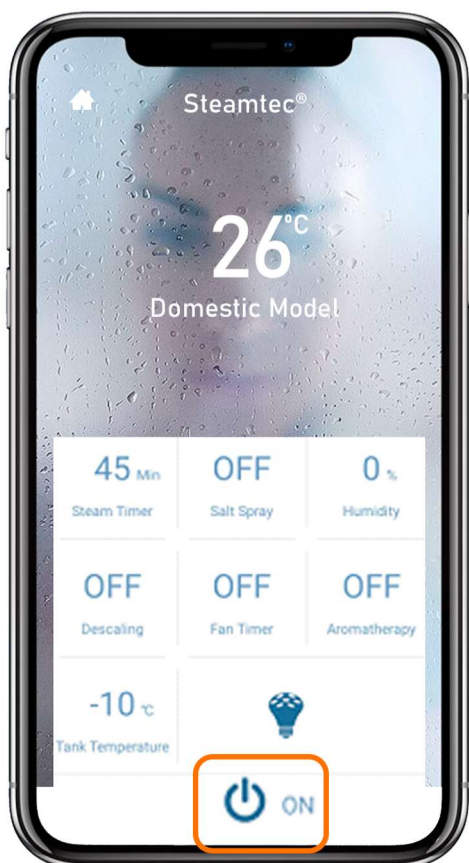 Steamtec®
26°C
Domestic Model
45 Min
Steam Timer
OFF
Salt Spray
0 %
Humidity
OFF
Descaling
OFF
Fan Timer
OFF
Aromatherapy
-10 °C
Tank Temperature
ON